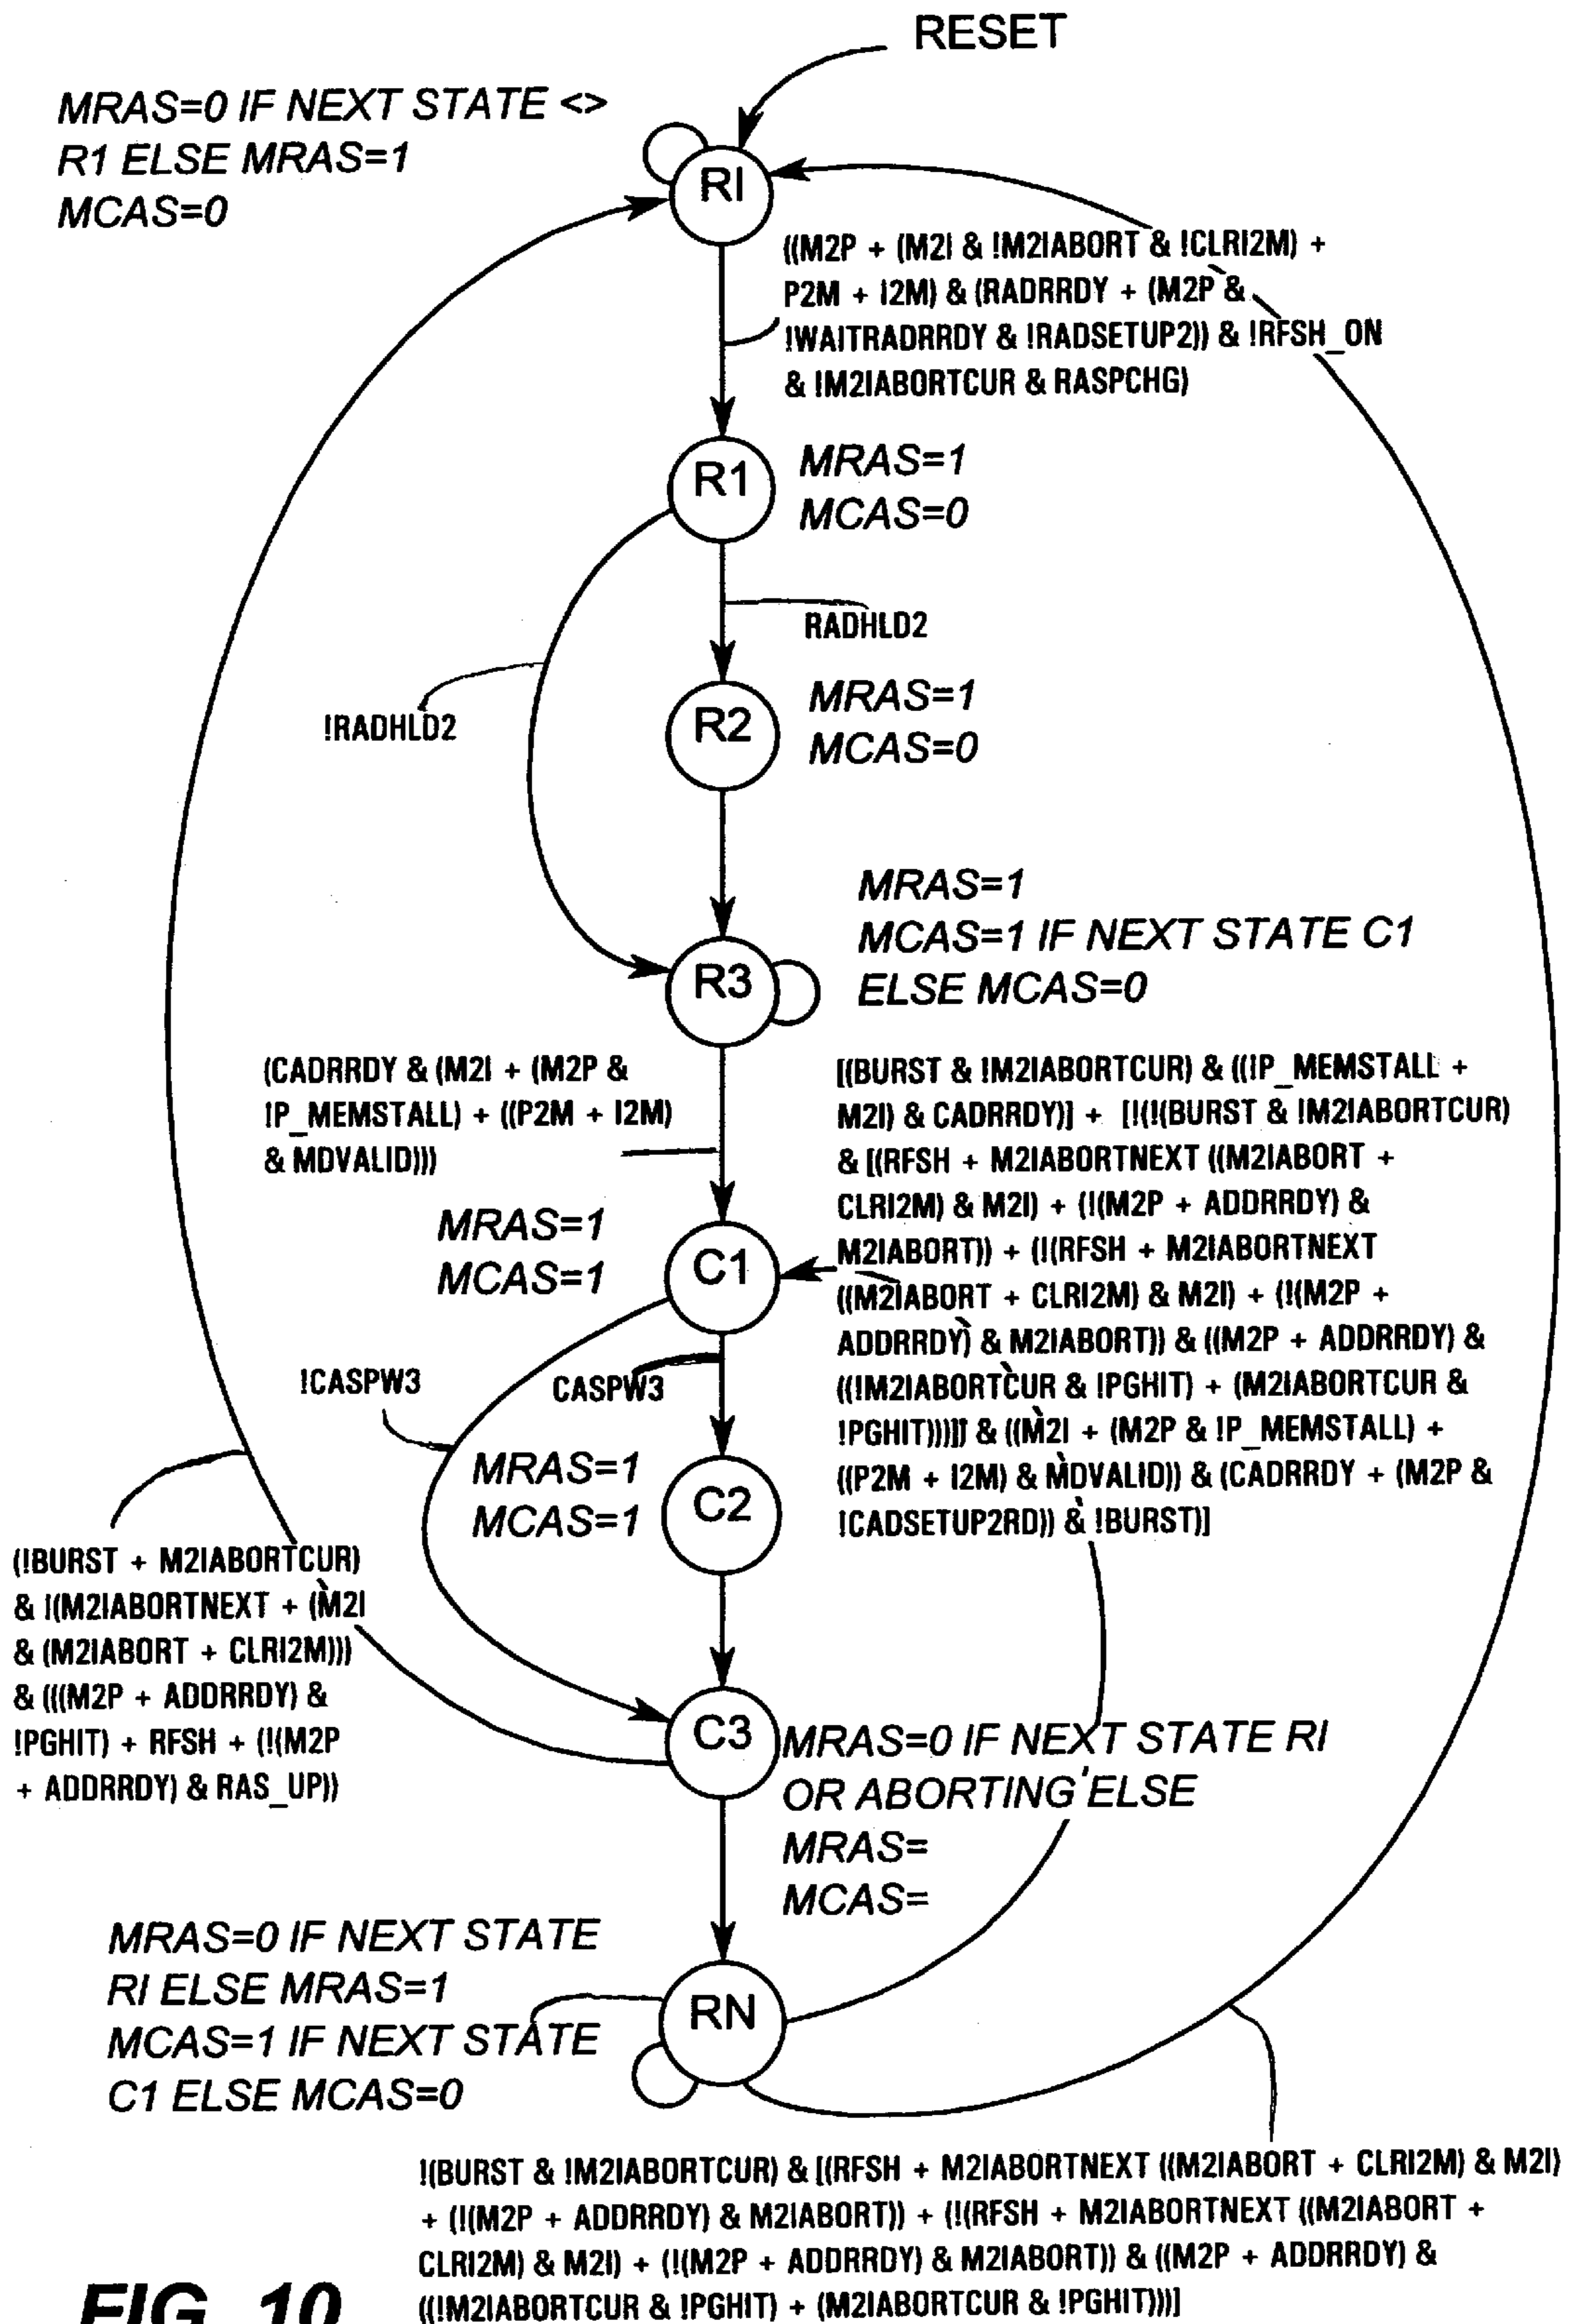 RESET
MRAS=0 IF NEXT STATE <>
R1 ELSE MRAS=1
MCAS=0
RI
((M2P + (M2I & !M2IABORT & !CLRI2M) +
P2M + I2M) & (RADRRDY + (M2P &
!WAITRADRRDY & !RADSETUP2)) & !RFSH_ON
& !M2IABORTCUR & RASPCHG)
R1
MRAS=1
MCAS=0
RADHLD2
!RADHLD2
R2
MRAS=1
MCAS=0
MRAS=1
MCAS=1 IF NEXT STATE C1
ELSE MCAS=0
R3
(CADRRDY & (M2I + (M2P &
!P_MEMSTALL) + ((P2M + I2M)
& MDVALID)))
[(BURST & !M2IABORTCUR) & ((!P_MEMSTALL +
M2I) & CADRRDY)] + [!(!(BURST & !M2IABORTCUR)
& [(RFSH + M2IABORTNEXT ((M2IABORT +
CLRI2M) & M2I) + (!(M2P + ADDRRDY) &
M2IABORT)) + (!(RFSH + M2IABORTNEXT
((M2IABORT + CLRI2M) & M2I) + (!(M2P +
ADDRRDY) & M2IABORT)) & ((M2P + ADDRRDY) &
((!M2IABORTCUR & !PGHIT) + (M2IABORTCUR &
!PGHIT)))]] & ((M2I + (M2P & !P_MEMSTALL) +
((P2M + I2M) & MDVALID)) & (CADRRDY + (M2P &
!CADSETUP2RD)) & !BURST)]
MRAS=1
MCAS=1
C1
!CASPW3
CASPW3
MRAS=1
MCAS=1
C2
(!BURST + M2IABORTCUR)
& !(M2IABORTNEXT + (M2I
& (M2IABORT + CLRI2M)))
& (((M2P + ADDRRDY) &
!PGHIT) + RFSH + (!(M2P
+ ADDRRDY) & RAS_UP))
C3
MRAS=0 IF NEXT STATE RI
OR ABORTING ELSE
MRAS=
MCAS=
MRAS=0 IF NEXT STATE
RI ELSE MRAS=1
MCAS=1 IF NEXT STATE
C1 ELSE MCAS=0
RN
!(BURST & !M2IABORTCUR) & [(RFSH + M2IABORTNEXT ((M2IABORT + CLRI2M) & M2I)
+ (!(M2P + ADDRRDY) & M2IABORT)) + (!(RFSH + M2IABORTNEXT ((M2IABORT +
CLRI2M) & M2I) + (!(M2P + ADDRRDY) & M2IABORT)) & ((M2P + ADDRRDY) &
((!M2IABORTCUR & !PGHIT) + (M2IABORTCUR & !PGHIT)))]
FIG. 10